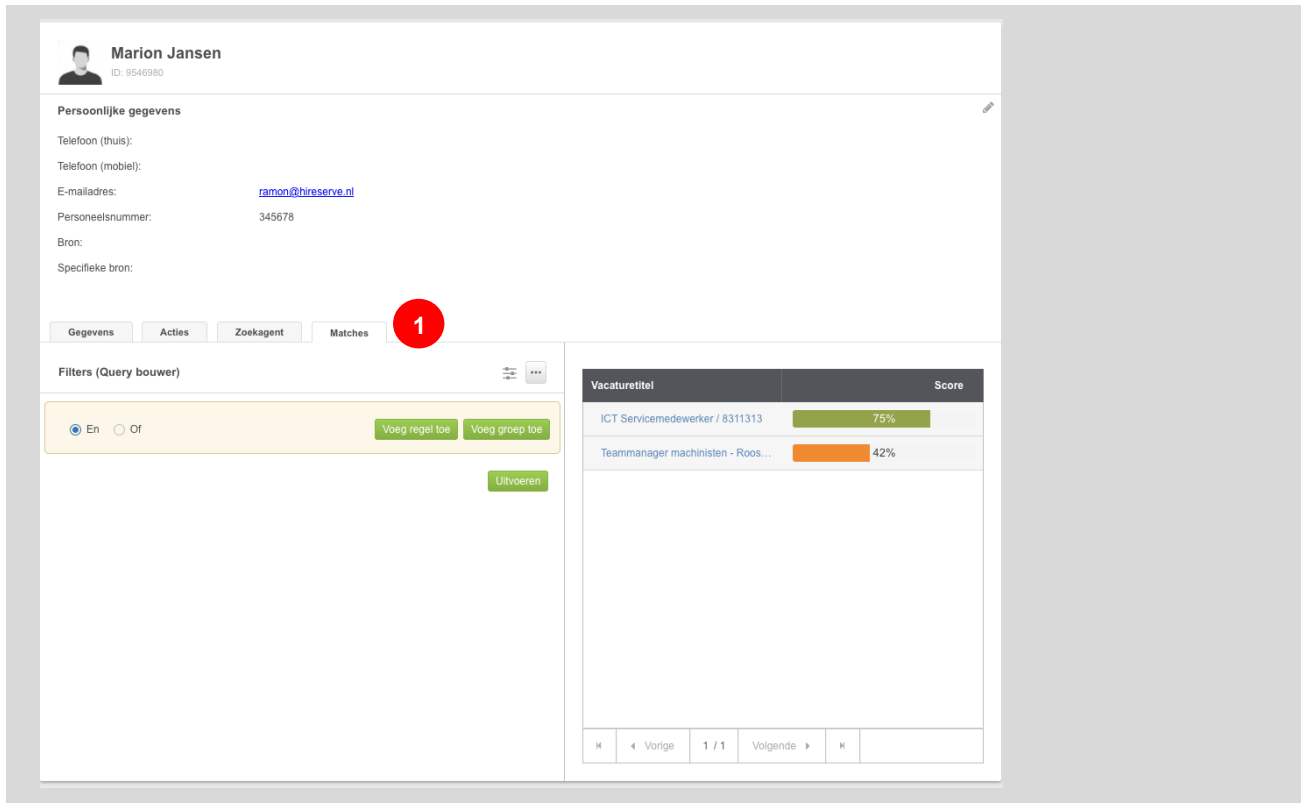 Marion Jansen
ID: 9546980
Persoonlijke gegevens
Telefoon (thuis):
Telefoon (mobiel):
E-mailadres: ramon@hireserve.nl
Personeelsnummer: 345678
Bron:
Specifieke bron:
Gegevens Acties Zoekagent Matches 1
Filters (Query bouwer)
En Of Voeg regel toe Voeg groep toe
Uitvoeren
Vacaturetitel Score
ICT Servicemedewerker / 8311313 75%
Teammanager machinisten - Roos... 42%
Vorige 1 / 1 Volgende